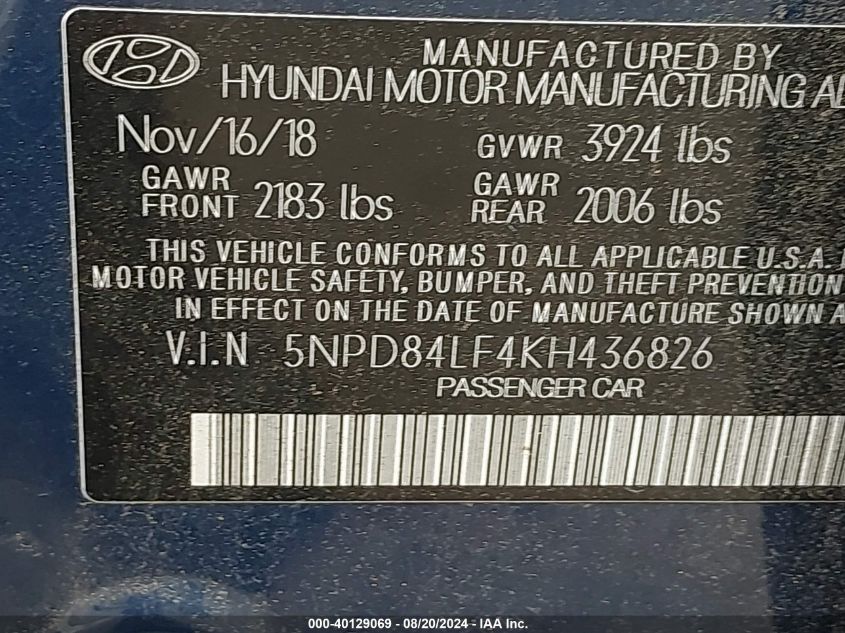 MANUFACTURED BY
HYUNDAI MOTOR MANUFACTURING AL
Nov/16/18 GVWR 3924 lbs
GAWR FRONT 2183 lbs GAWR REAR 2006 lbs
THIS VEHICLE CONFORMS TO ALL APPLICABLE U.S.A.
MOTOR VEHICLE SAFETY, BUMPER, AND THEFT PREVENTION
IN EFFECT ON THE DATE OF MANUFACTURE SHOWN A
V.I.N 5NPD84LF4KH436826
PASSENGER CAR
000-40129069 - 08/20/2024 - IAA Inc.